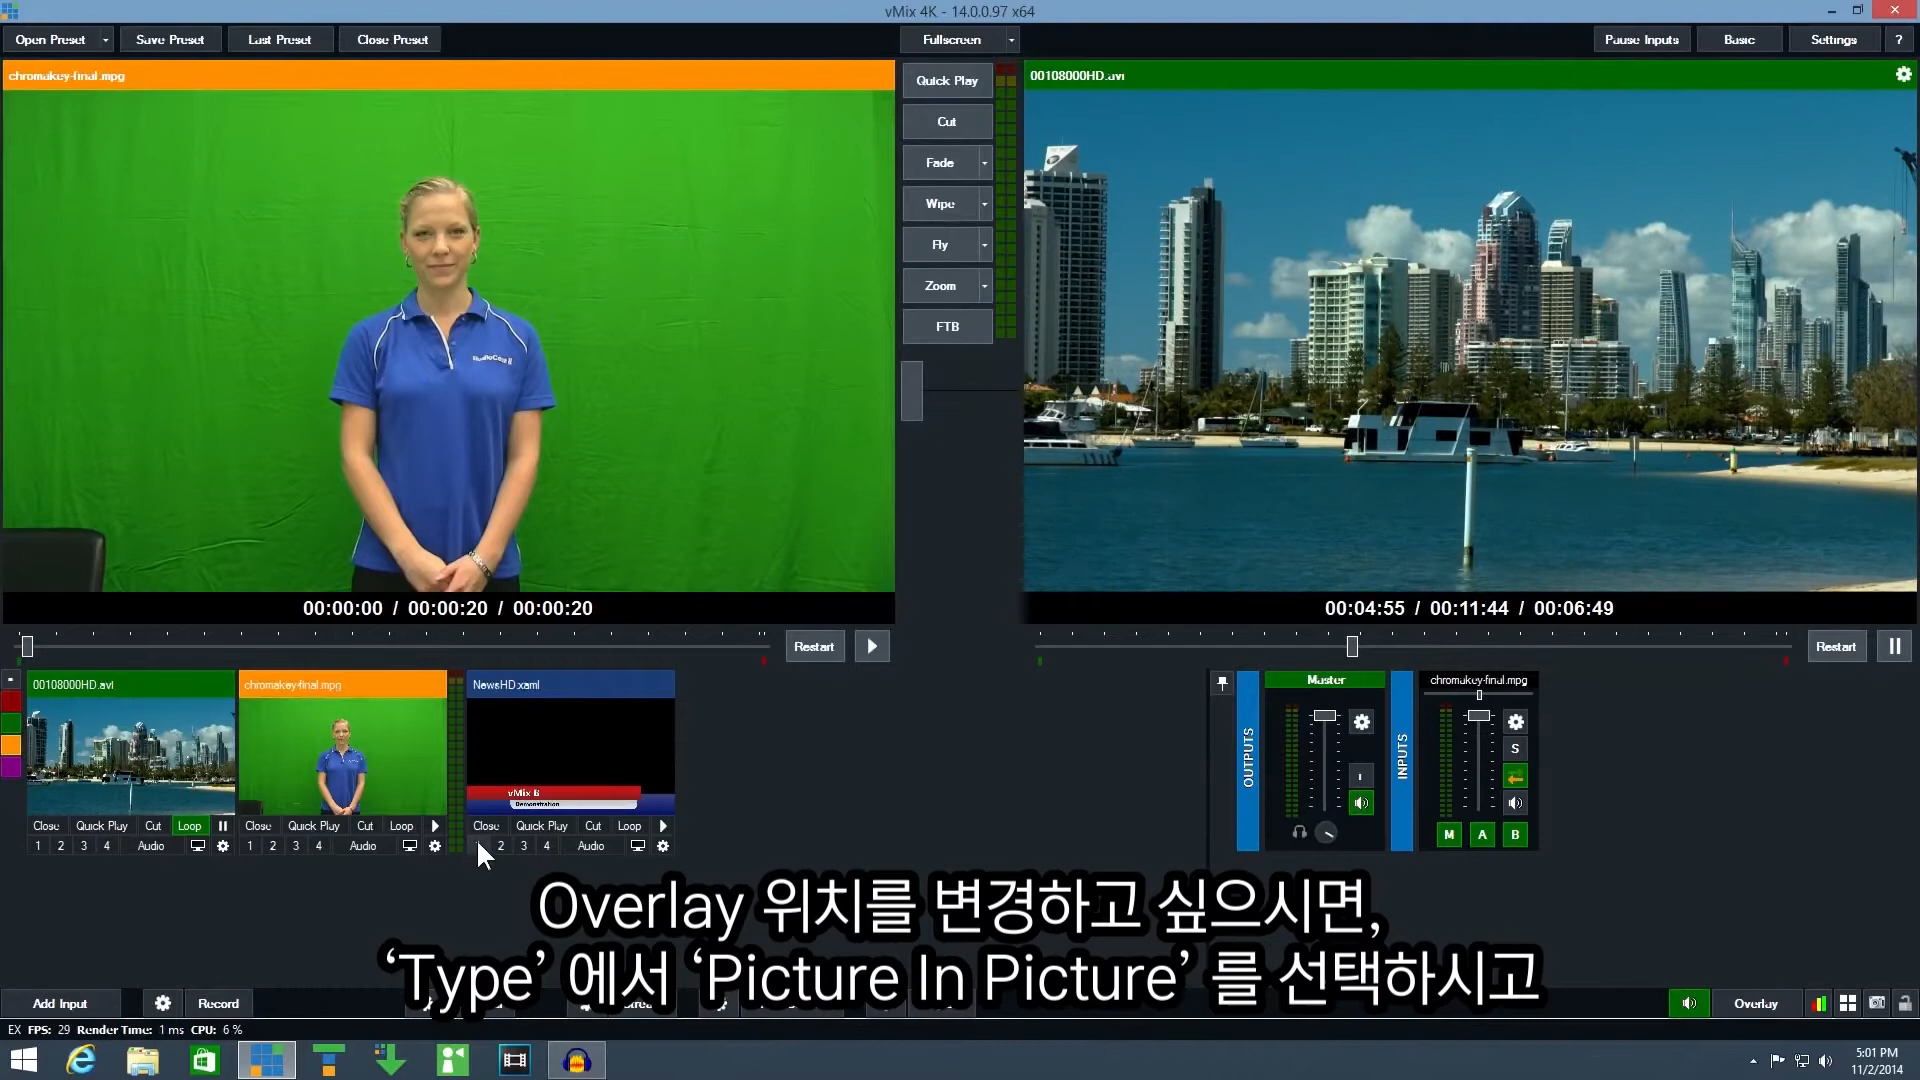 vMix 4K - 14.0.0.97 x64
Open Preset Save Preset Last Preset Close Preset Fullscreen Pause Inputs Basic Settings ?
chromakey-final.mpg
00108000HD.avi
Quick Play
Cut
Fade
Wipe
Fly
Zoom
FTB
00:00:00 / 00:00:20 / 00:00:20
00:04:55 / 00:11:44 / 00:06:49
Restart
Restart
00108000HD.avi chromakey-final.mpg NewsHD.xaml
vMix 6
Demonstration
Close Quick Play Cut Loop Close Quick Play Cut Loop Close Quick Play Cut Loop
1 2 3 4 Audio 1 2 3 4 Audio 2 3 4 Audio
OUTPUTS
Master
INPUTS
chromakey-final.mpg
S
M A B
Overlay 위치를 변경하고 싶으시면,
‘Type’ 에서 ‘Picture In Picture’ 를 선택하시고
Add Input Record Overlay
EX FPS: 29 Render Time: 1 ms CPU: 6 %
5:01 PM
11/2/2014